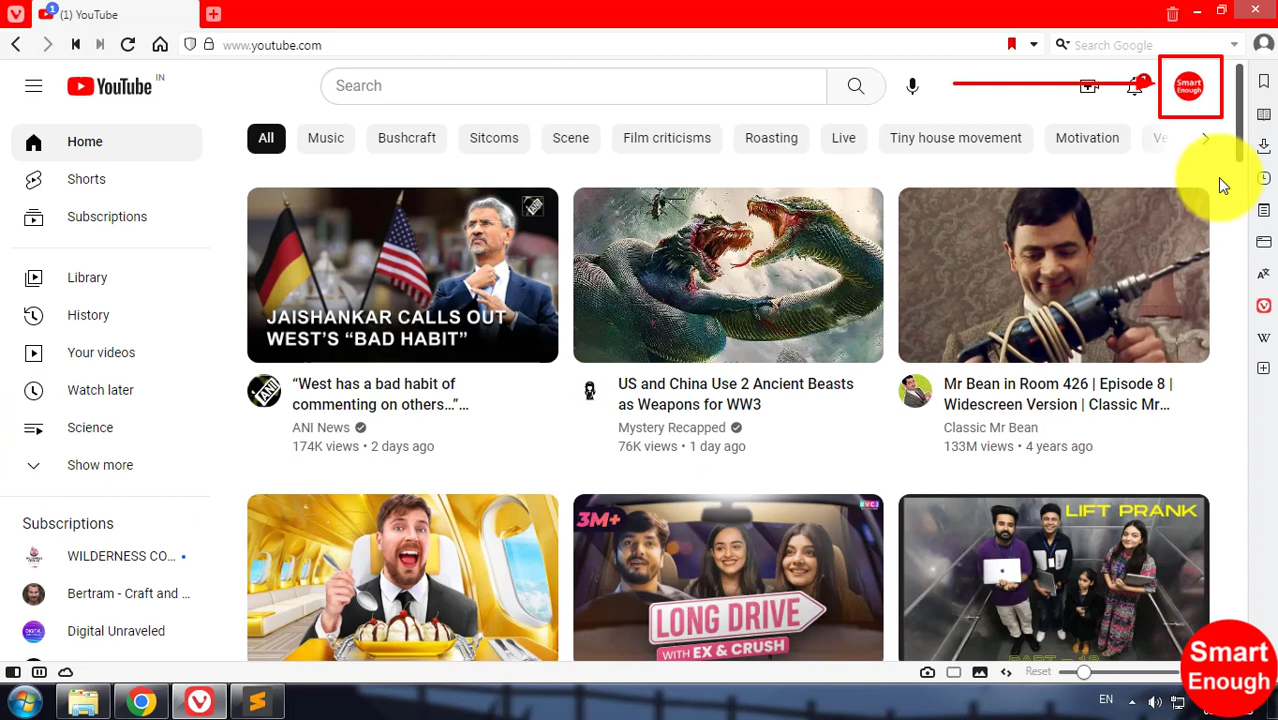 (1) YouTube
1
www.youtube.com
Search Google
YouTube IN
Search
Smart
Enough
All
Music
Bushcraft
Sitcoms
Scene
Film criticisms
Roasting
Live
Tiny house movement
Motivation
Ve
Home
Shorts
Subscriptions
Library
History
Your videos
Watch later
Science
Show more
Subscriptions
WILDERNESS CO...
Bertram - Craft and ...
Digital Unraveled
ANI
JAISHANKAR CALLS OUT
WEST'S “BAD HABIT”
ANI
“West has a bad habit of
commenting on others...”...
ANI News
174K views • 2 days ago
US and China Use 2 Ancient Beasts
as Weapons for WW3
Mystery Recapped
76K views • 1 day ago
Mr Bean in Room 426 | Episode 8 |
Widescreen Version | Classic Mr...
Classic Mr Bean
133M views • 4 years ago
3M+
RVCJ
LONG DRIVE
WITH EX & CRUSH
LIFT PRANK
Reset
Smart
Enough
EN